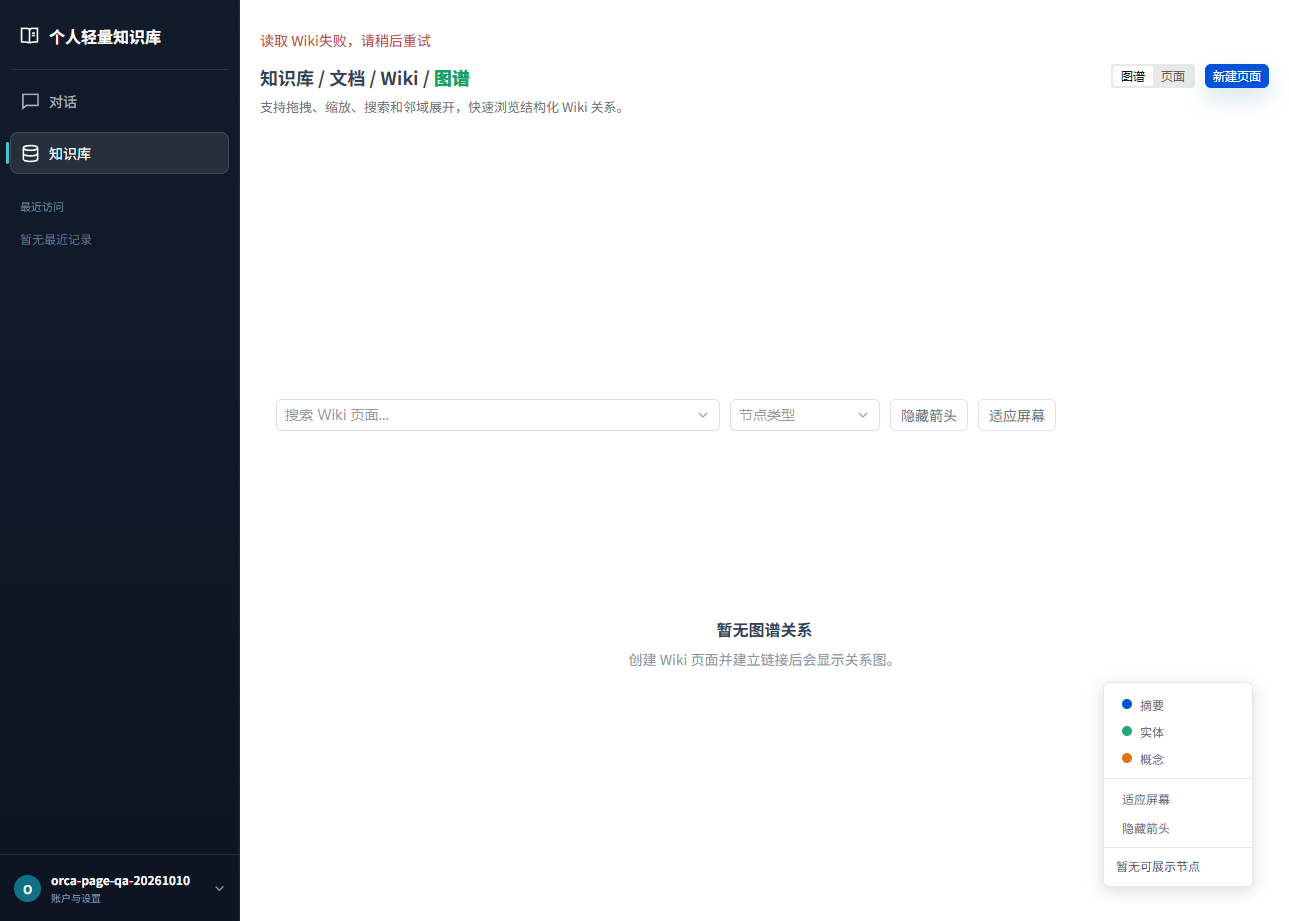 个人轻量知识库
对话
知识库
最近访问
暂无最近记录
O
orca-page-qa-20261010
账户与设置
读取 Wiki失败，请稍后重试
知识库 / 文档 / Wiki / 图谱
图谱
页面
新建页面
支持拖拽、缩放、搜索和邻域展开，快速浏览结构化 Wiki 关系。
搜索 Wiki 页面...
节点类型
隐藏箭头
适应屏幕
暂无图谱关系
创建 Wiki 页面并建立链接后会显示关系图。
摘要
实体
概念
适应屏幕
隐藏箭头
暂无可展示节点